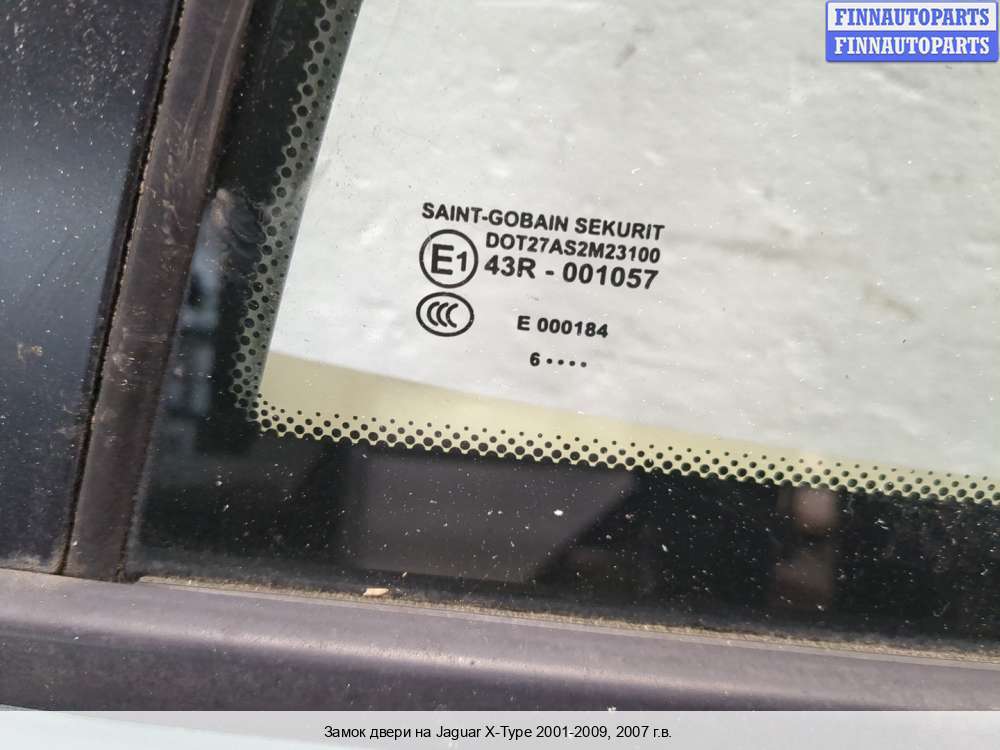 FINNAUTOPARTS
FINNAUTOPARTS
SAINT-GOBAIN SEKURIT
DOT27AS2M23100
E1 43R - 001057
CCC E 000184
6 ••••
Замок двери на Jaguar X-Type 2001-2009, 2007 г.в.